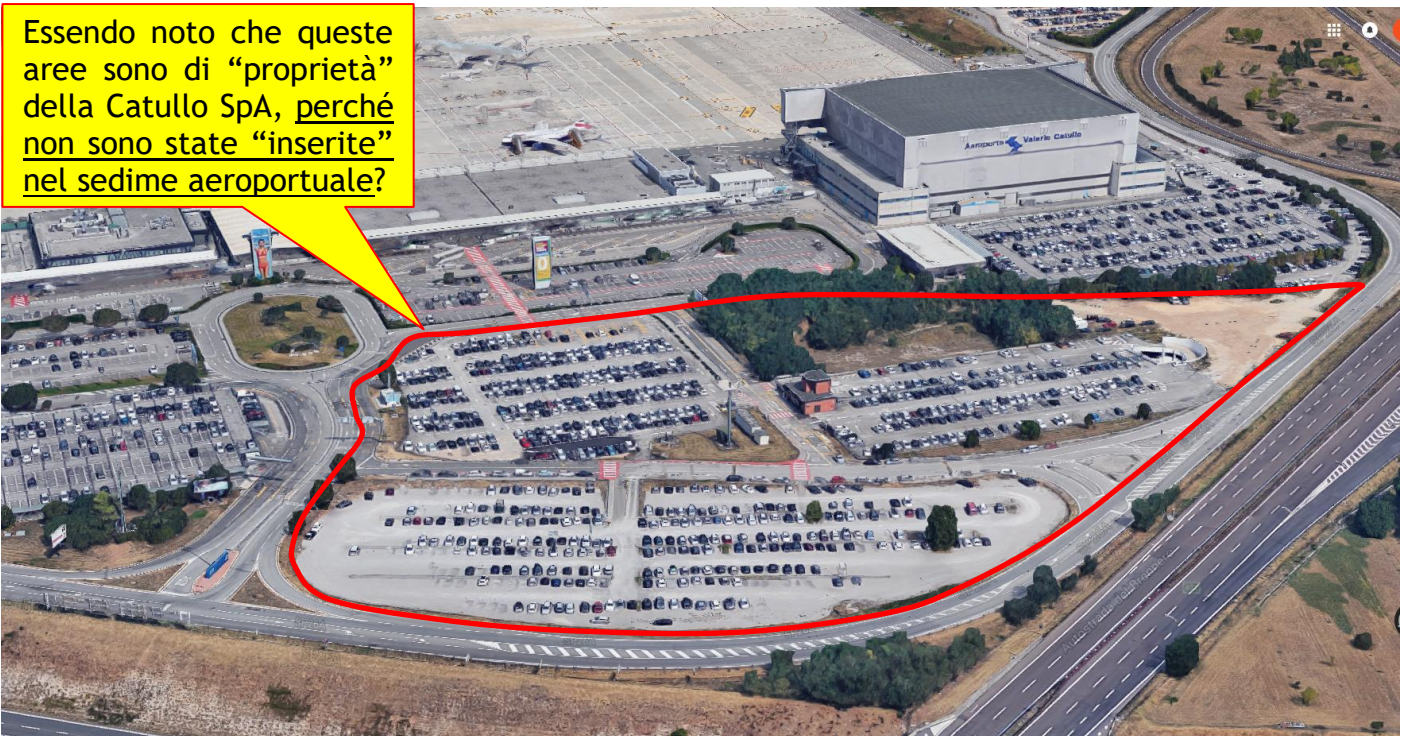 Essendo noto che queste
aree sono di “proprietà”
della Catullo SpA, perché
non sono state “inserite”
nel sedime aeroportuale?
Aeroporto Valerio Catullo